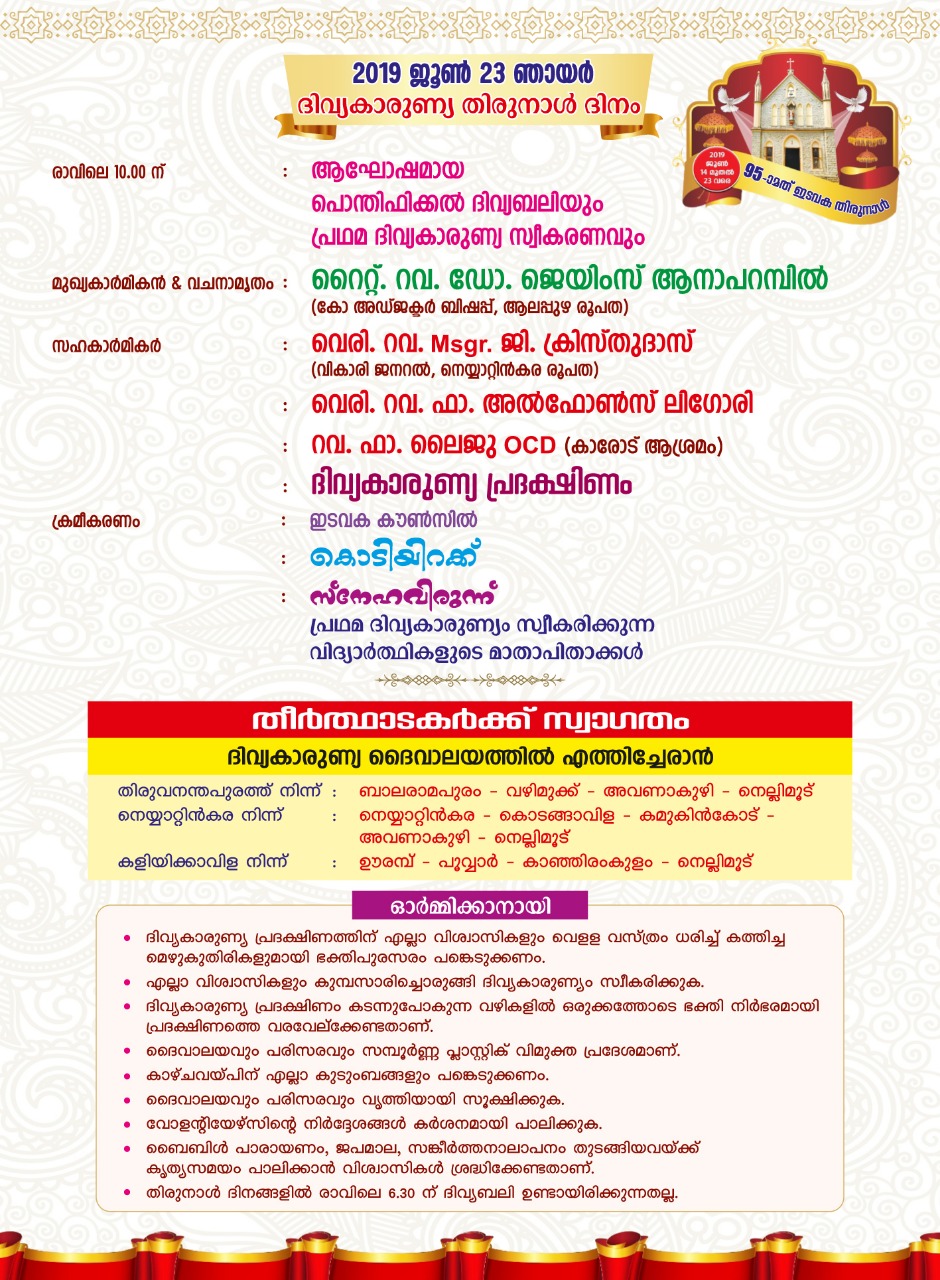 2019 ജൂൺ 23 ഞായർ
ദിവ്യകാരുണ്യ തിരുനാൾ ദിനം
2019
ജൂൺ
14 മുതൽ
23 വരെ
95-ാമത് ഇടവക തിരുനാൾ
രാവിലെ 10.00 ന് : ആഘോഷമായ
പൊന്തിഫിക്കൽ ദിവ്യബലിയും
പ്രഥമ ദിവ്യകാരുണ്യ സ്വീകരണവും
മുഖ്യകാർമികൻ & വചനാമൃതം : റൈറ്റ്. റവ. ഡോ. ജെയിംസ് ആനാപറമ്പിൽ
(കോ അഡ്ജക്ടർ ബിഷപ്പ്, ആലപ്പുഴ രൂപത)
സഹകാർമികർ : വെരി. റവ. Msgr. ജി. ക്രിസ്തുദാസ്
(വികാരി ജനറൽ, നെയ്യാറ്റിൻകര രൂപത)
: വെരി. റവ. ഫാ. അൽഫോൺസ് ലിഗോരി
: റവ. ഫാ. ലൈജു OCD (കാരോട് ആശ്രമം)
: ദിവ്യകാരുണ്യ പ്രദക്ഷിണം
ക്രമീകരണം : ഇടവക കൗൺസിൽ
: കൊടിയിറക്ക്
: സ്നേഹവിരുന്ന്
പ്രഥമ ദിവ്യകാരുണ്യം സ്വീകരിക്കുന്ന
വിദ്യാർത്ഥികളുടെ മാതാപിതാക്കൾ
തീർത്ഥാടകർക്ക് സ്വാഗതം
ദിവ്യകാരുണ്യ ദൈവാലയത്തിൽ എത്തിച്ചേരാൻ
തിരുവനന്തപുരത്ത് നിന്ന് : ബാലരാമപുരം - വഴിമുക്ക് - അവണാകുഴി - നെല്ലിമൂട്
നെയ്യാറ്റിൻകര നിന്ന് : നെയ്യാറ്റിൻകര - കൊടങ്ങാവിള - കമുകിൻകോട് -
അവണാകുഴി - നെല്ലിമൂട്
കളിയിക്കാവിള നിന്ന് : ഊരമ്പ് - പൂവ്വാർ - കാഞ്ഞിരംകുളം - നെല്ലിമൂട്
ഓർമ്മിക്കാനായി
• ദിവ്യകാരുണ്യ പ്രദക്ഷിണത്തിന് എല്ലാ വിശ്വാസികളും വെളള വസ്ത്രം ധരിച്ച് കത്തിച്ച
മെഴുകുതിരികളുമായി ഭക്തിപുരസരം പങ്കെടുക്കണം.
• എല്ലാ വിശ്വാസികളും കുമ്പസാരിച്ചൊരുങ്ങി ദിവ്യകാരുണ്യം സ്വീകരിക്കുക.
• ദിവ്യകാരുണ്യ പ്രദക്ഷിണം കടന്നുപോകുന്ന വഴികളിൽ ഒരുക്കത്തോടെ ഭക്തി നിർഭരമായി
പ്രദക്ഷിണത്തെ വരവേല്ക്കേണ്ടതാണ്.
• ദൈവാലയവും പരിസരവും സമ്പൂർണ്ണ പ്ലാസ്റ്റിക് വിമുക്ത പ്രദേശമാണ്.
• കാഴ്ചവയ്പിന് എല്ലാ കുടുംബങ്ങളും പങ്കെടുക്കണം.
• ദൈവാലയവും പരിസരവും വൃത്തിയായി സൂക്ഷിക്കുക.
• വോളന്റിയേഴ്സിന്റെ നിർദ്ദേശങ്ങൾ കർശനമായി പാലിക്കുക.
• ബൈബിൾ പാരായണം, ജപമാല, സങ്കീർത്തനാലാപനം തുടങ്ങിയവയ്ക്ക്
കൃത്യസമയം പാലിക്കാൻ വിശ്വാസികൾ ശ്രദ്ധിക്കേണ്ടതാണ്.
• തിരുനാൾ ദിനങ്ങളിൽ രാവിലെ 6.30 ന് ദിവ്യബലി ഉണ്ടായിരിക്കുന്നതല്ല.